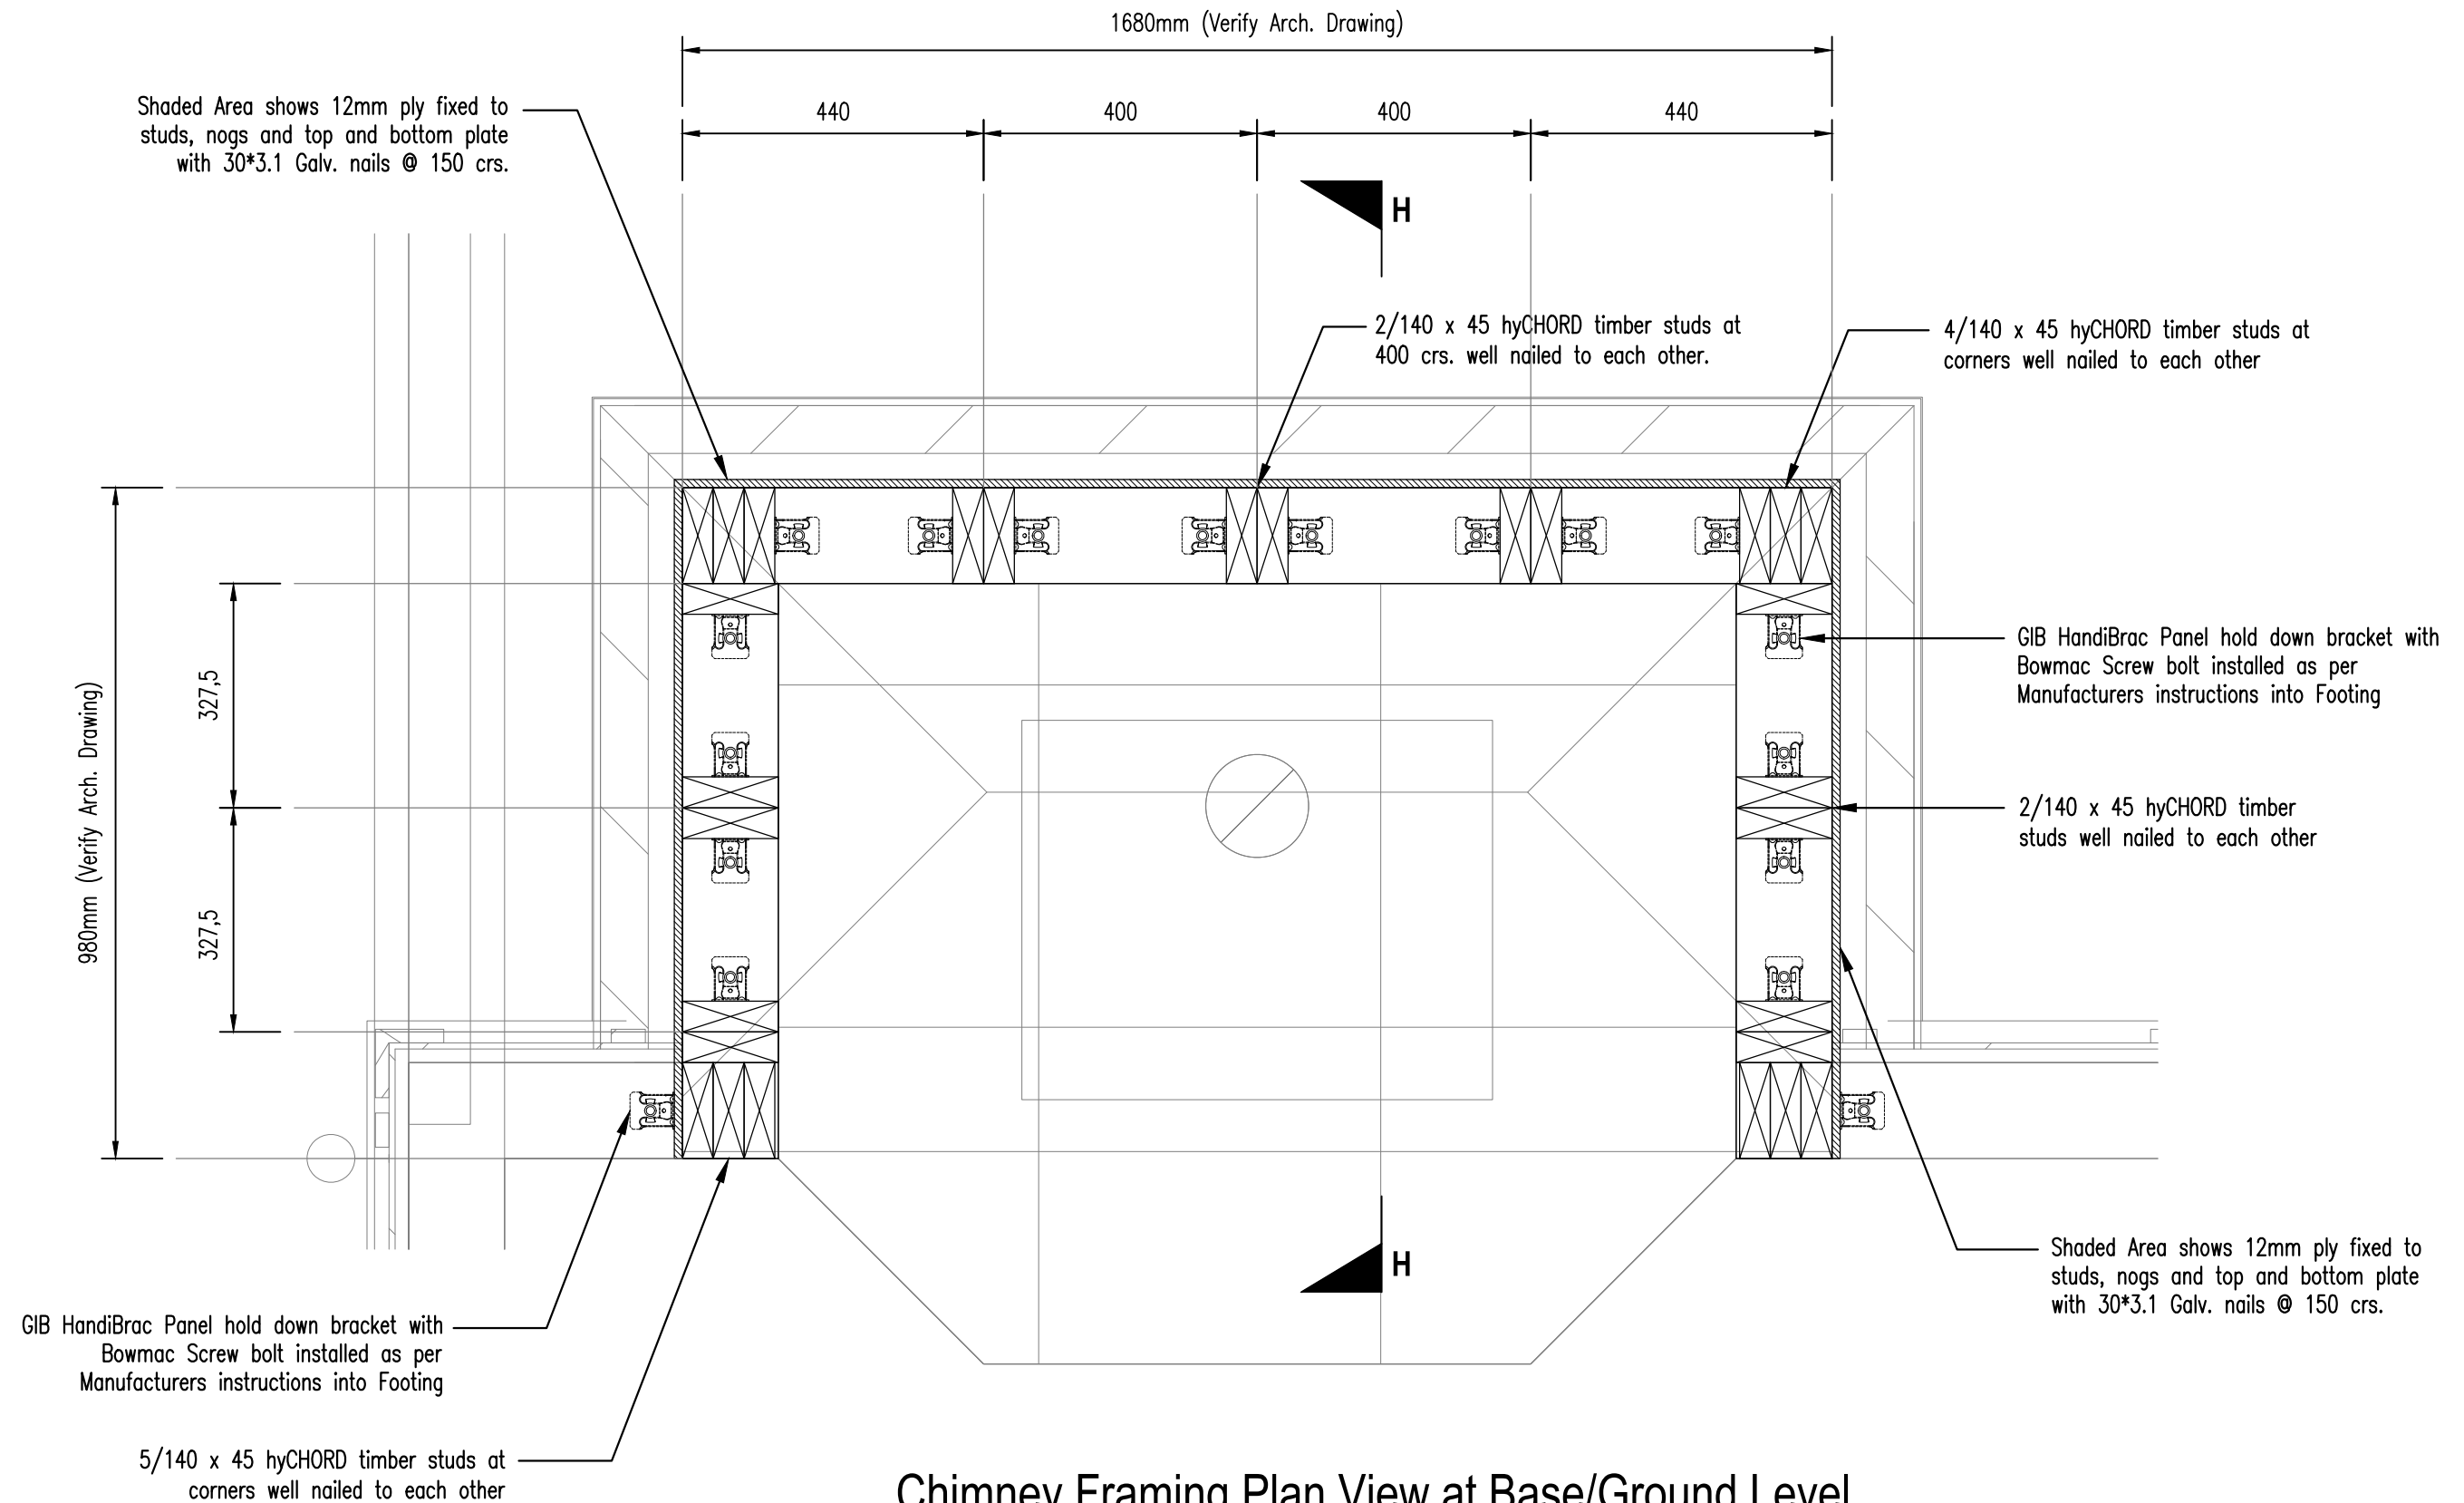 1680mm (Verify Arch. Drawing)
Shaded Area shows 12mm ply fixed to
studs, nogs and top and bottom plate
with 30*3.1 Galv. nails @ 150 crs.
440
400
400
440
H
2/140 x 45 hyCHORD timber studs at
400 crs. well nailed to each other.
4/140 x 45 hyCHORD timber studs at
corners well nailed to each other
GIB HandiBrac Panel hold down bracket with
Bowmac Screw bolt installed as per
Manufacturers instructions into Footing
980mm (Verify Arch. Drawing)
327,5
327,5
2/140 x 45 hyCHORD timber
studs well nailed to each other
H
Shaded Area shows 12mm ply fixed to
studs, nogs and top and bottom plate
with 30*3.1 Galv. nails @ 150 crs.
GIB HandiBrac Panel hold down bracket with
Bowmac Screw bolt installed as per
Manufacturers instructions into Footing
5/140 x 45 hyCHORD timber studs at
corners well nailed to each other
Chimney Framing Plan View at Base/Ground Level